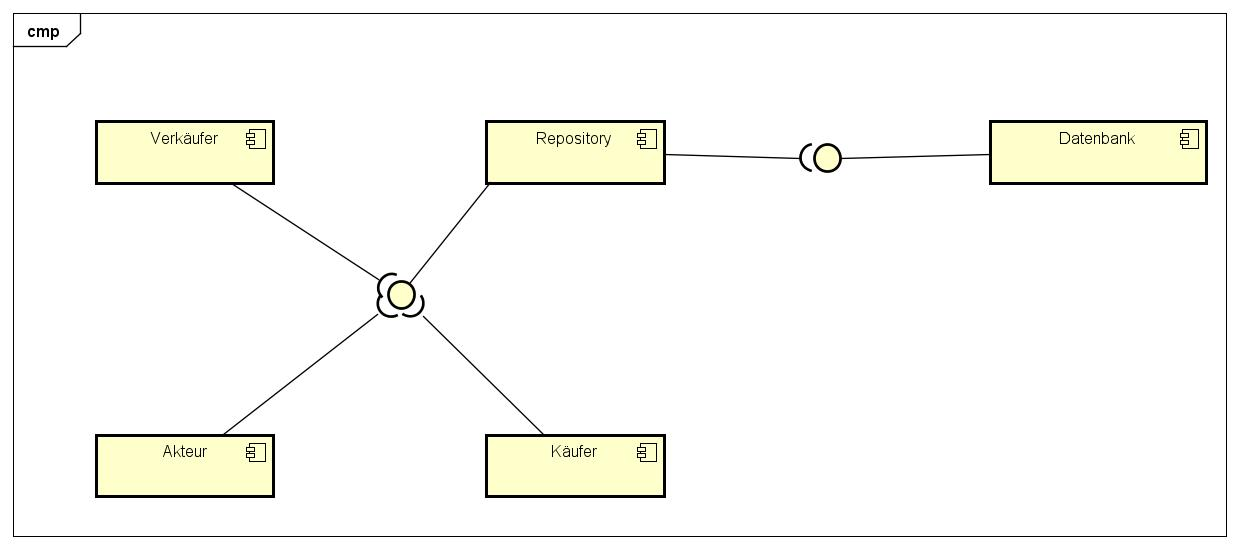 cmp
Verkäufer
Repository
Datenbank
Akteur
Käufer